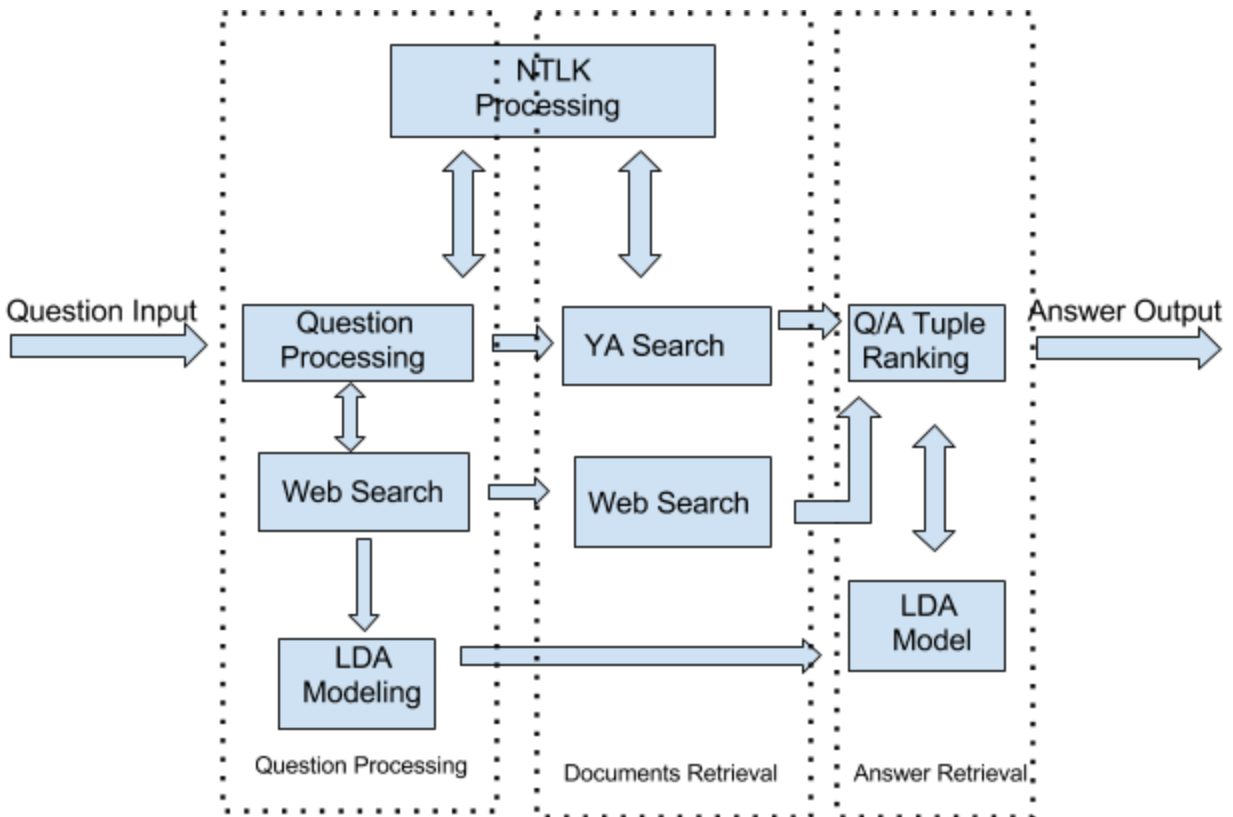 NTLK
Processing
Question Input
Question
Processing
YA Search
Q/A Tuple
Ranking
Answer Output
Web Search
Web Search
LDA
Modeling
LDA
Model
Question Processing
Documents Retrieval
Answer Retrieval